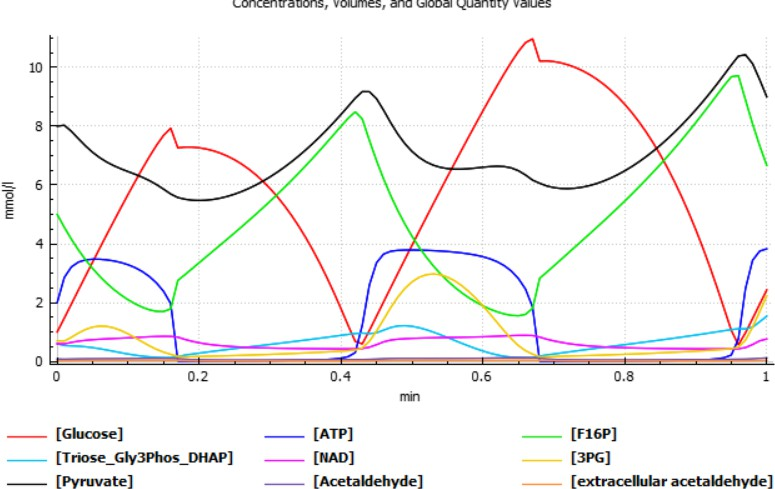 Concentrations, Volumes, and Global Quantity Values
10
8
6
4
2
0
mmol/l
0 0.2 0.4 0.6 0.8 1
min
[Glucose] [ATP] [F16P]
[Triose_Gly3Phos_DHAP] [NAD] [3PG]
[Pyruvate] [Acetaldehyde] [extracellular acetaldehyde]